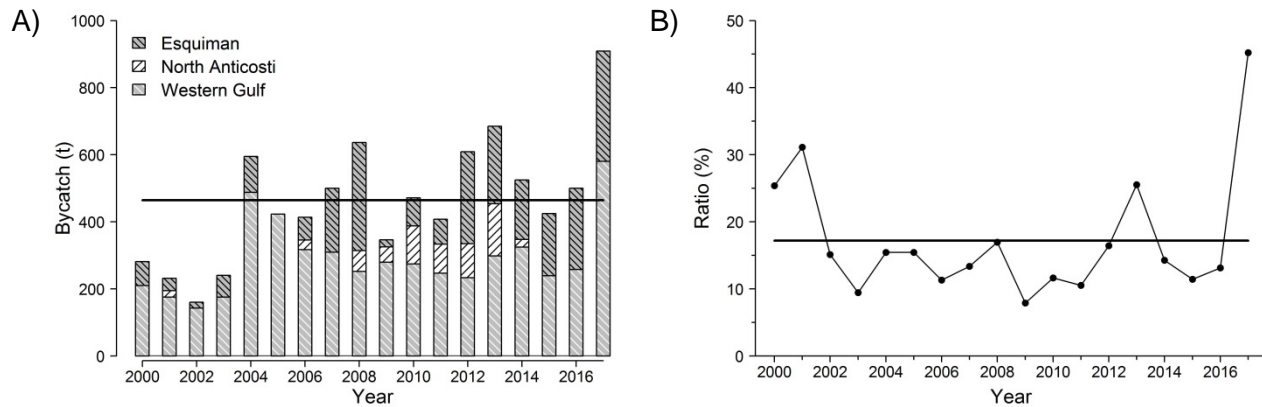 A)
Bycatch (t)
1000
800
600
400
200
0
Esquiman
North Anticosti
Western Gulf
2000 2002 2004 2006 2008 2010 2012 2014 2016
Year
B)
Ratio (%)
50
40
30
20
10
0
2000 2002 2004 2006 2008 2010 2012 2014 2016
Year